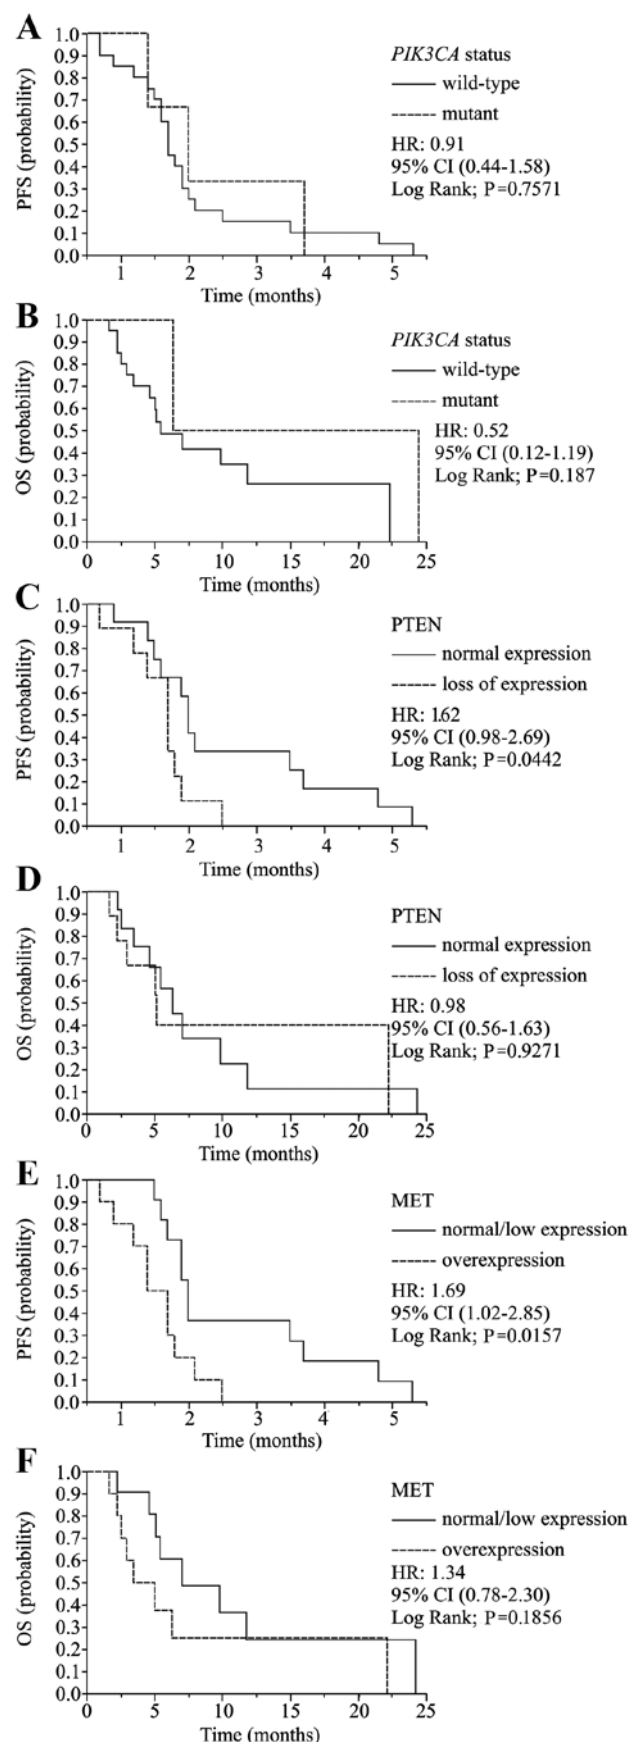 A
1.0
0.9
0.8
0.7
0.6
0.5
0.4
0.3
0.2
0.1
0.0
PFS (probability)
1 2 3 4 5
Time (months)
PIK3CA status
wild-type
mutant
HR: 0.91
95% CI (0.44-1.58)
Log Rank; P=0.7571
B
1.0
0.9
0.8
0.7
0.6
0.5
0.4
0.3
0.2
0.1
0.0
OS (probability)
0 5 10 15 20 25
Time (months)
PIK3CA status
wild-type
mutant
HR: 0.52
95% CI (0.12-1.19)
Log Rank; P=0.187
C
1.0
0.9
0.8
0.7
0.6
0.5
0.4
0.3
0.2
0.1
0.0
PFS (probability)
1 2 3 4 5
Time (months)
PTEN
normal expression
loss of expression
HR: 1.62
95% CI (0.98-2.69)
Log Rank; P=0.0442
D
1.0
0.9
0.8
0.7
0.6
0.5
0.4
0.3
0.2
0.1
0.0
OS (probability)
0 5 10 15 20 25
Time (months)
PTEN
normal expression
loss of expression
HR: 0.98
95% CI (0.56-1.63)
Log Rank; P=0.9271
E
1.0
0.9
0.8
0.7
0.6
0.5
0.4
0.3
0.2
0.1
0.0
PFS (probability)
1 2 3 4 5
Time (months)
MET
normal/low expression
overexpression
HR: 1.69
95% CI (1.02-2.85)
Log Rank; P=0.0157
F
1.0
0.9
0.8
0.7
0.6
0.5
0.4
0.3
0.2
0.1
0.0
OS (probability)
0 5 10 15 20 25
Time (months)
MET
normal/low expression
overexpression
HR: 1.34
95% CI (0.78-2.30)
Log Rank; P=0.1856